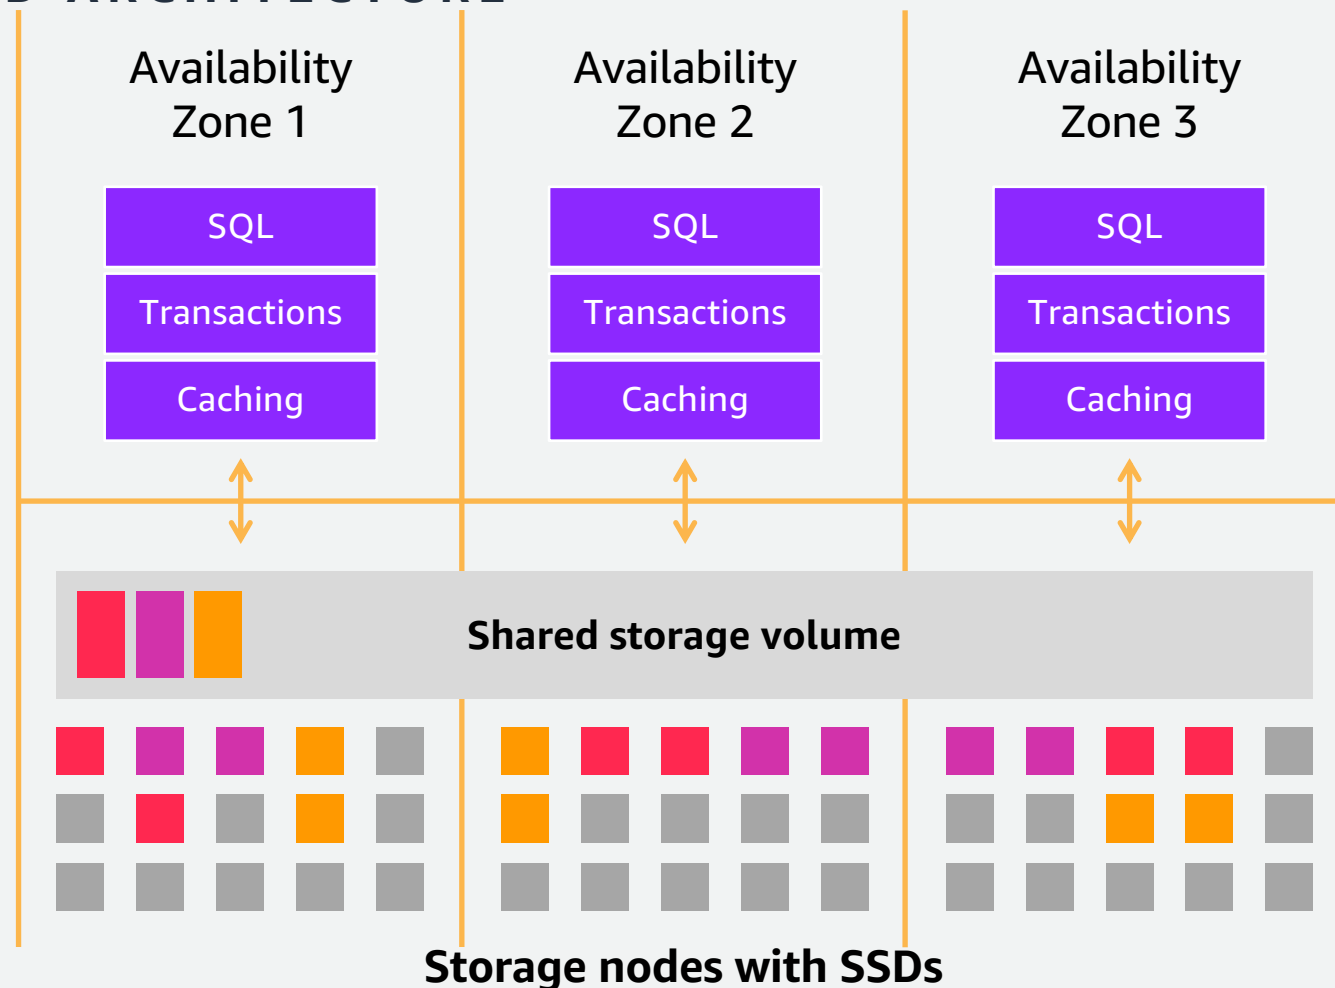 D ARCHITECTURE
Availability
Zone 1
Availability
Zone 2
Availability
Zone 3
SQL
Transactions
Caching
SQL
Transactions
Caching
SQL
Transactions
Caching
Shared storage volume
Storage nodes with SSDs